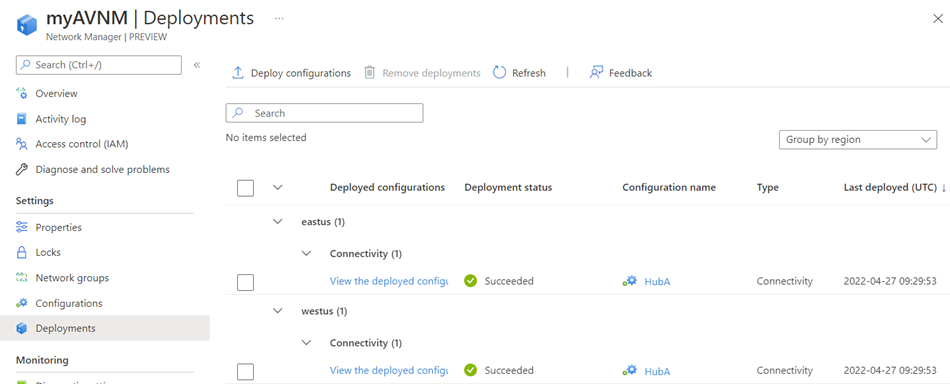 myAVNM | Deployments ...
Network Manager | PREVIEW
Search (Ctrl+/)
«
Overview
Activity log
Access control (IAM)
Diagnose and solve problems
Settings
Properties
Locks
Network groups
Configurations
Deployments
Monitoring
Deploy configurations
Remove deployments
Refresh
Feedback
Search
No items selected
Group by region
Deployed configurations Deployment status Configuration name Type Last deployed (UTC) ↓
eastus (1)
Connectivity (1)
View the deployed configu Succeeded HubA Connectivity 2022-04-27 09:29:53
westus (1)
Connectivity (1)
View the deployed configu Succeeded HubA Connectivity 2022-04-27 09:29:53